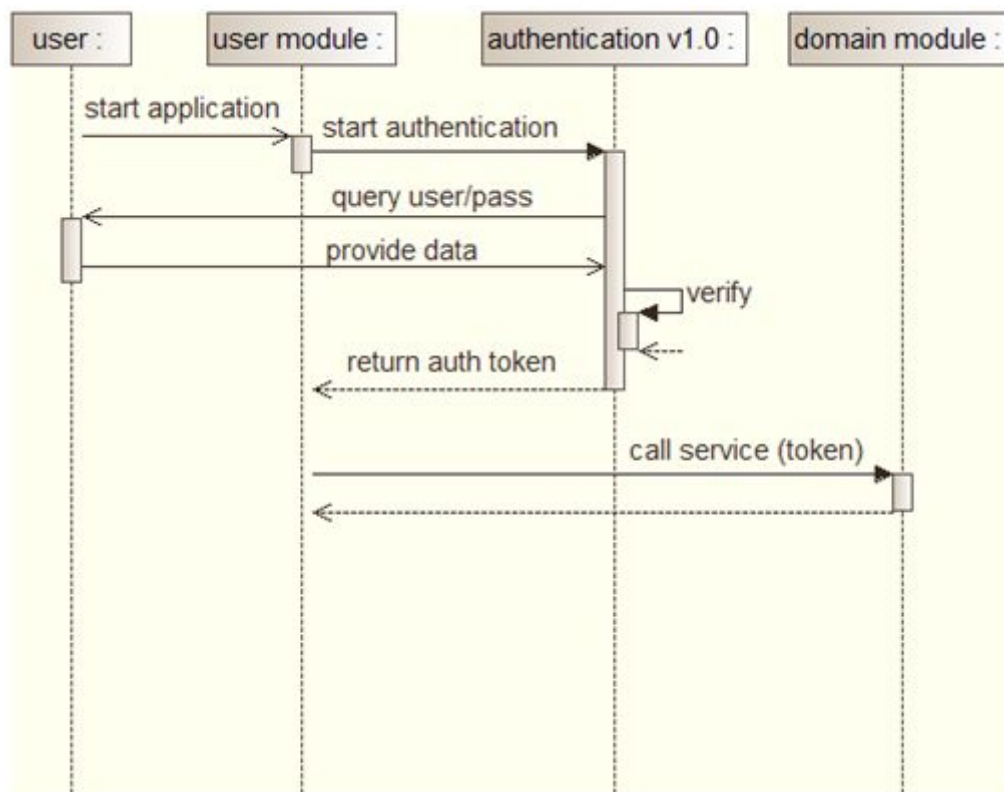 user :
user module :
authentication v1.0 :
domain module :
start application
start authentication
query user/pass
provide data
verify
return auth token
call service (token)